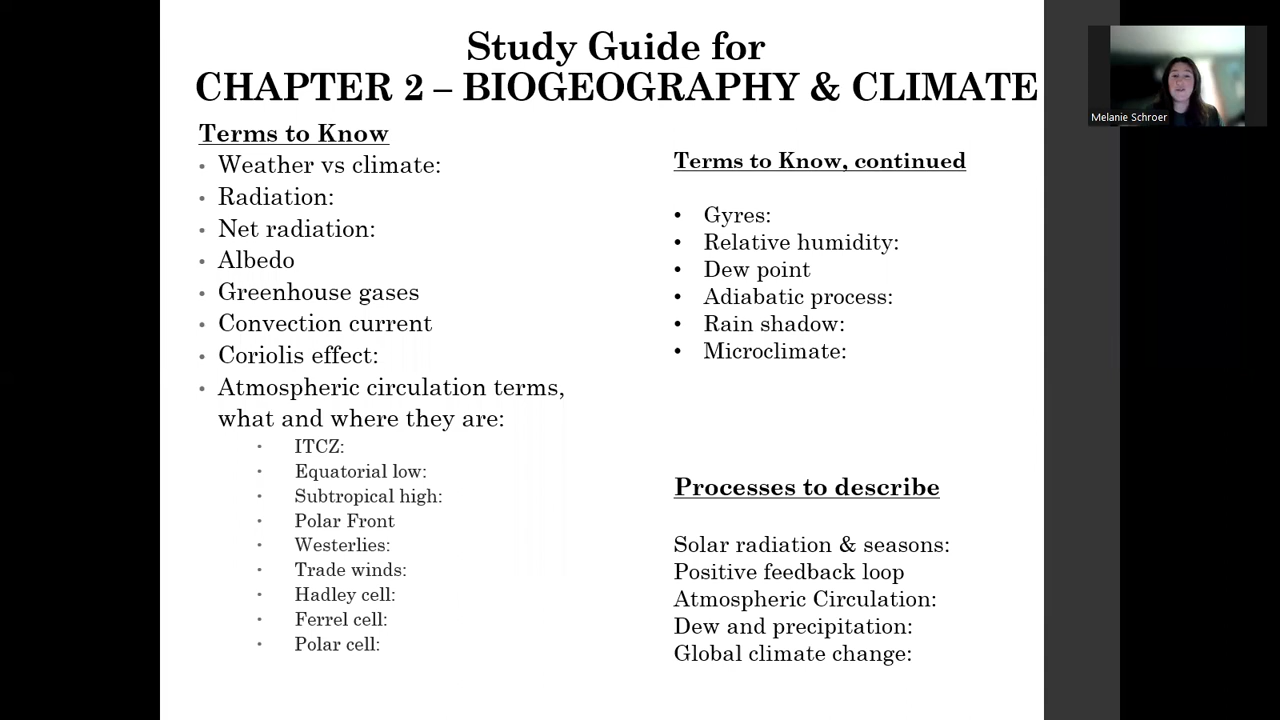 Study Guide for
CHAPTER 2 – BIOGEOGRAPHY & CLIMATE
Terms to Know
• Weather vs climate:
• Radiation:
• Net radiation:
• Albedo
• Greenhouse gases
• Convection current
• Coriolis effect:
• Atmospheric circulation terms,
what and where they are:
• ITCZ:
• Equatorial low:
• Subtropical high:
• Polar Front
• Westerlies:
• Trade winds:
• Hadley cell:
• Ferrel cell:
• Polar cell:
Terms to Know, continued
• Gyres:
• Relative humidity:
• Dew point
• Adiabatic process:
• Rain shadow:
• Microclimate:
Processes to describe
Solar radiation & seasons:
Positive feedback loop
Atmospheric Circulation:
Dew and precipitation:
Global climate change:
Melanie Schroer